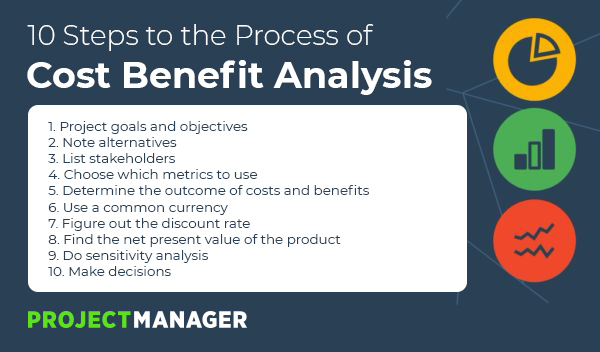 10 Steps to the Process of
Cost Benefit Analysis
1. Project goals and objectives
2. Note alternatives
3. List stakeholders
4. Choose which metrics to use
5. Determine the outcome of costs and benefits
6. Use a common currency
7. Figure out the discount rate
8. Find the net present value of the product
9. Do sensitivity analysis
10. Make decisions
PROJECTMANAGER